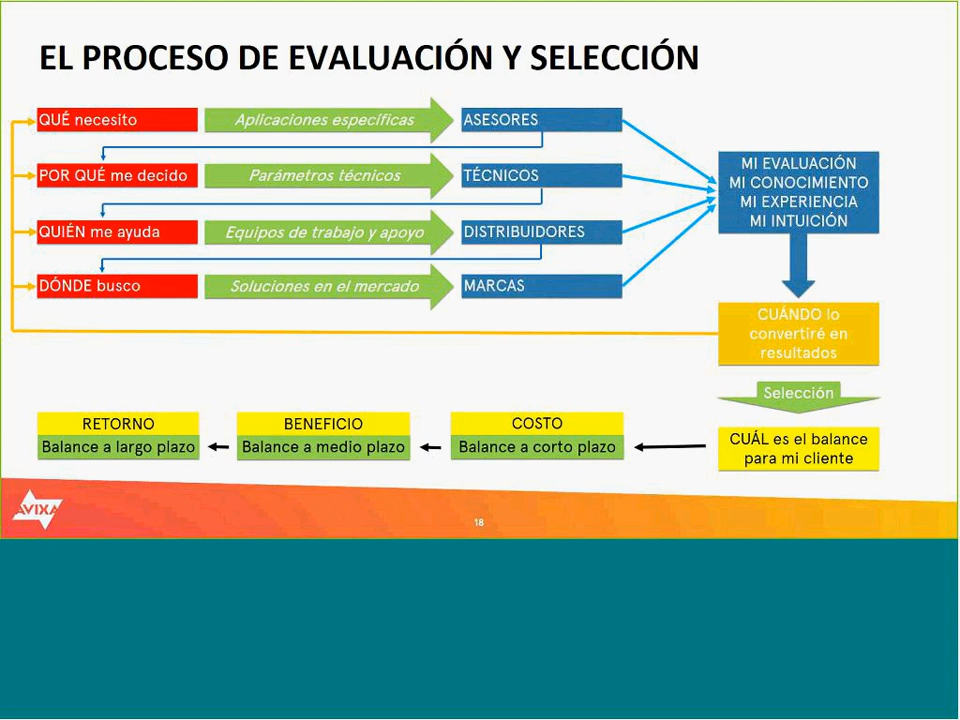 EL PROCESO DE EVALUACIÓN Y SELECCIÓN
QUÉ necesito
Aplicaciones específicas
ASESORES
POR QUÉ me decido
Parámetros técnicos
TÉCNICOS
QUIÉN me ayuda
Equipos de trabajo y apoyo
DISTRIBUIDORES
DÓNDE busco
Soluciones en el mercado
MARCAS
MI EVALUACIÓN
MI CONOCIMIENTO
MI EXPERIENCIA
MI INTUICIÓN
CUÁNDO lo
convertiré en
resultados
Selección
CUÁL es el balance
para mi cliente
COSTO
Balance a corto plazo
BENEFICIO
Balance a medio plazo
RETORNO
Balance a largo plazo
AVIXA
18